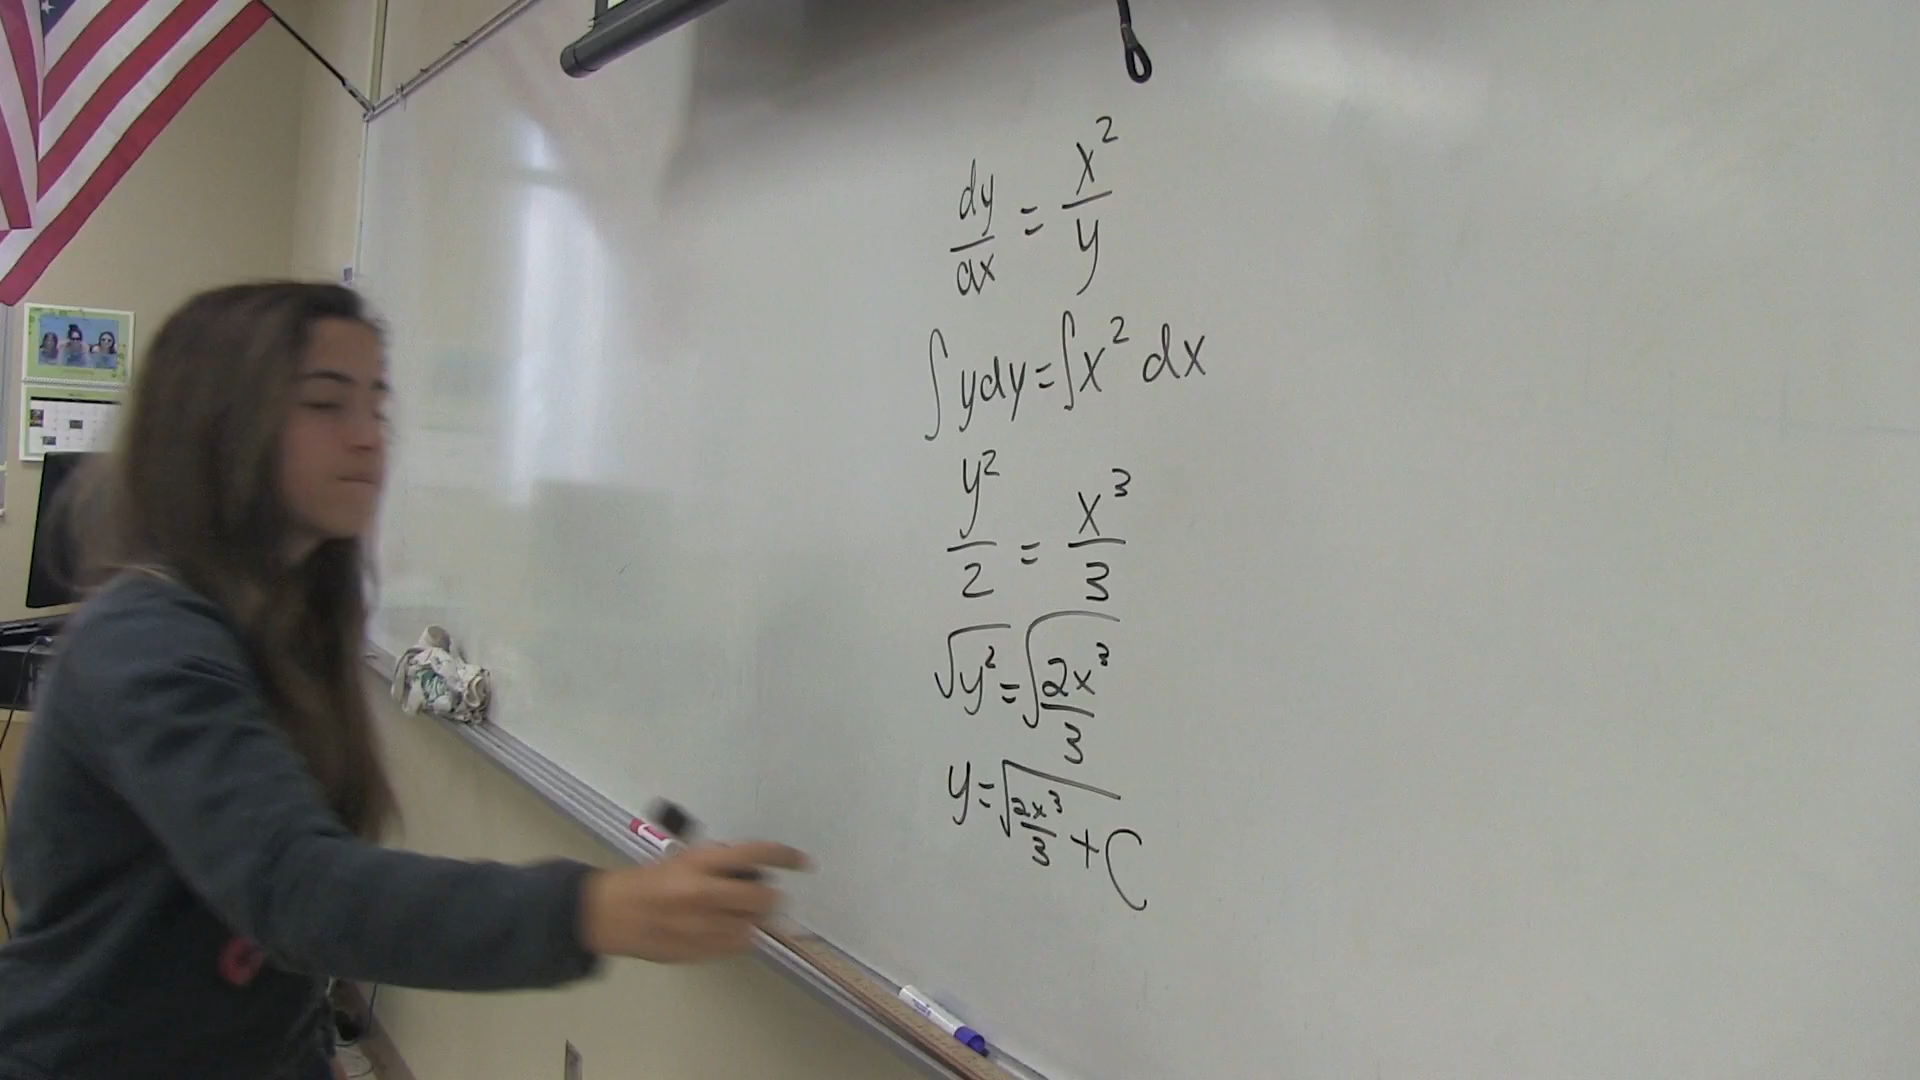 dy/dx = x²/y
∫ydy=∫x² dx
y²/2 = x³/3
√y² = √2x³/3
y = √2x³/3 + C